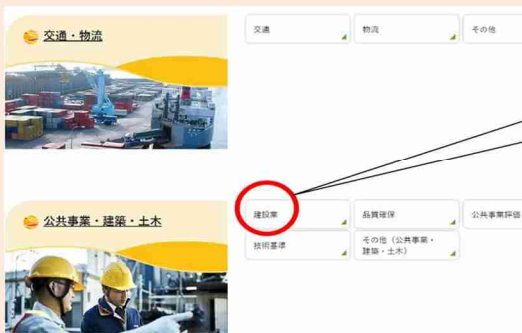 交通・物流
交通
物流
その他
公共事業・建築・土木
建設業
品質確保
公共事業評価
技術基準
その他（公共事業・
建築・土木）